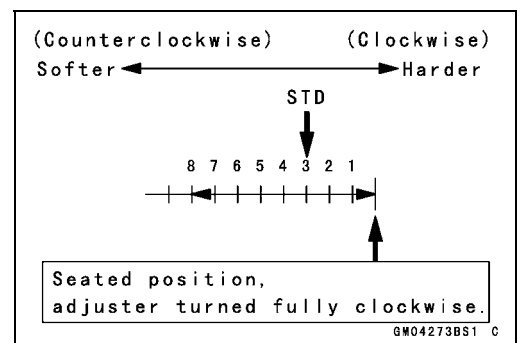 (Counterclockwise) (Clockwise)
Softer Harder
STD
8 7 6 5 4 3 2 1
Seated position,
adjuster turned fully clockwise.
GM04273BS1 C